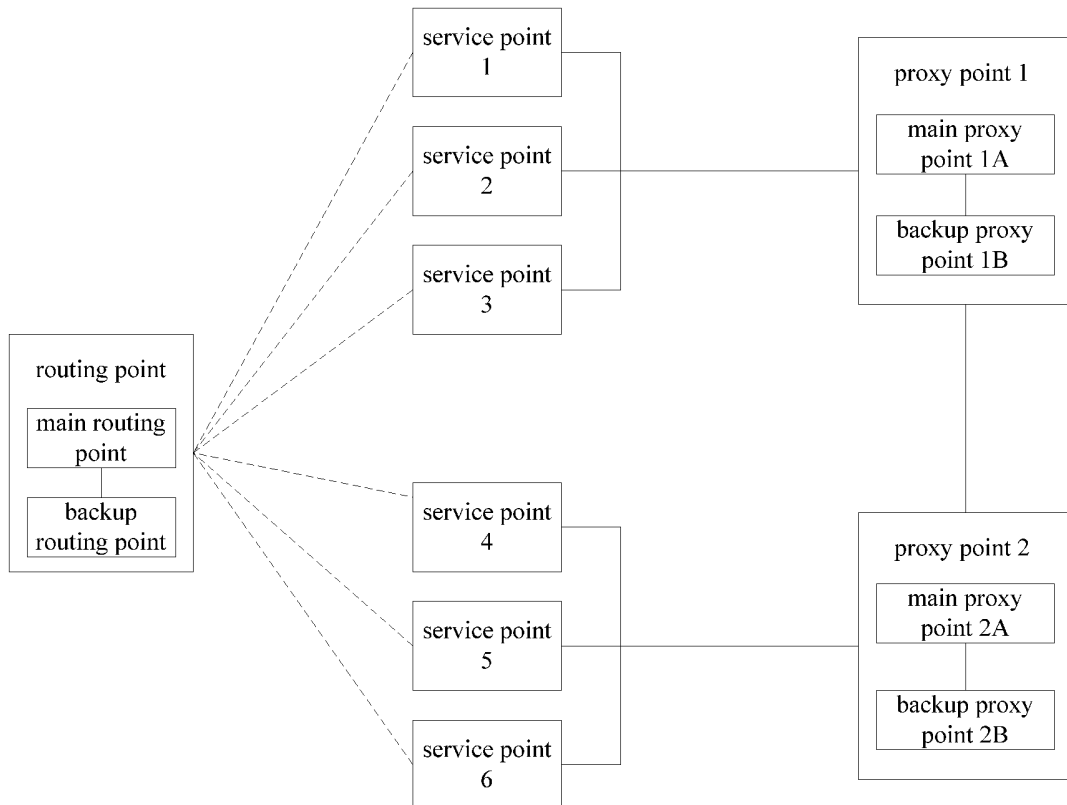 service point
1
service point
2
service point
3
service point
4
service point
5
service point
6
routing point
main routing
point
backup
routing point
proxy point 1
main proxy
point 1A
backup proxy
point 1B
proxy point 2
main proxy
point 2A
backup proxy
point 2B